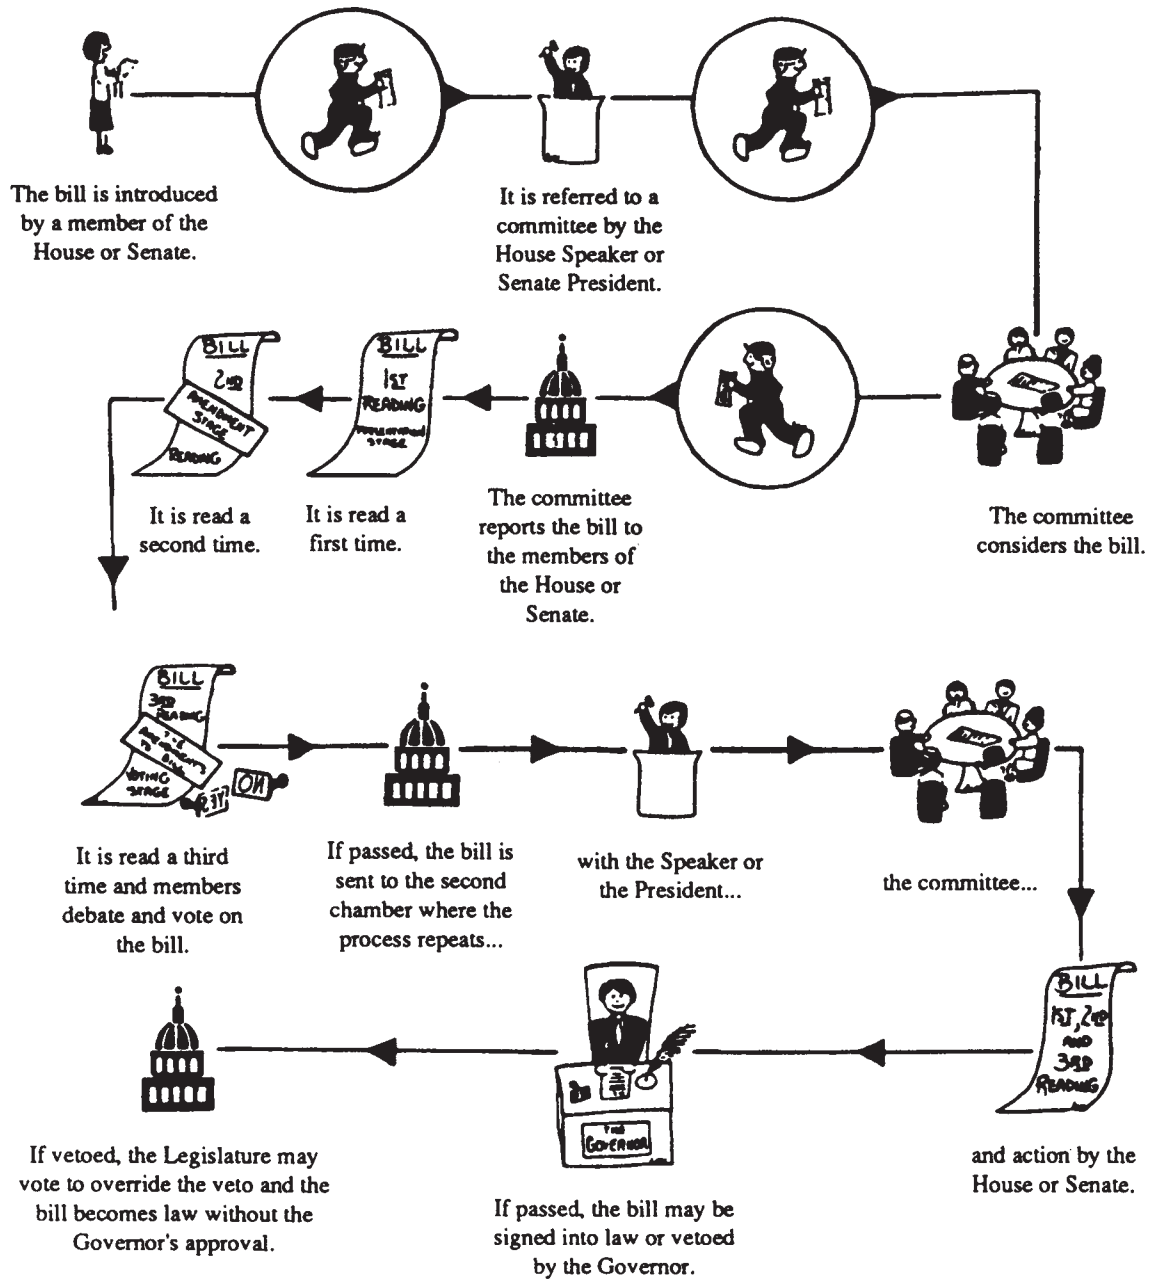 The bill is introduced
by a member of the
House or Senate.
It is referred to a
committee by the
House Speaker or
Senate President.
The committee
considers the bill.
The committee
reports the bill to
the members of
the House or
Senate.
BILL
1ST
READING
STAGE
It is read a
first time.
BILL
2ND
AMENDMENT
STAGE
READING
It is read a
second time.
BILL
3RD
READING
AMENDMENTS
VOTING
STAGE
YES
NO
It is read a third
time and members
debate and vote on
the bill.
If passed, the bill is
sent to the second
chamber where the
process repeats...
with the Speaker or
the President...
the committee...
BILL
1ST, 2ND
AND
3RD
READING
and action by the
House or Senate.
THE
GOVERNOR
If passed, the bill may be
signed into law or vetoed
by the Governor.
If vetoed, the Legislature may
vote to override the veto and the
bill becomes law without the
Governor's approval.